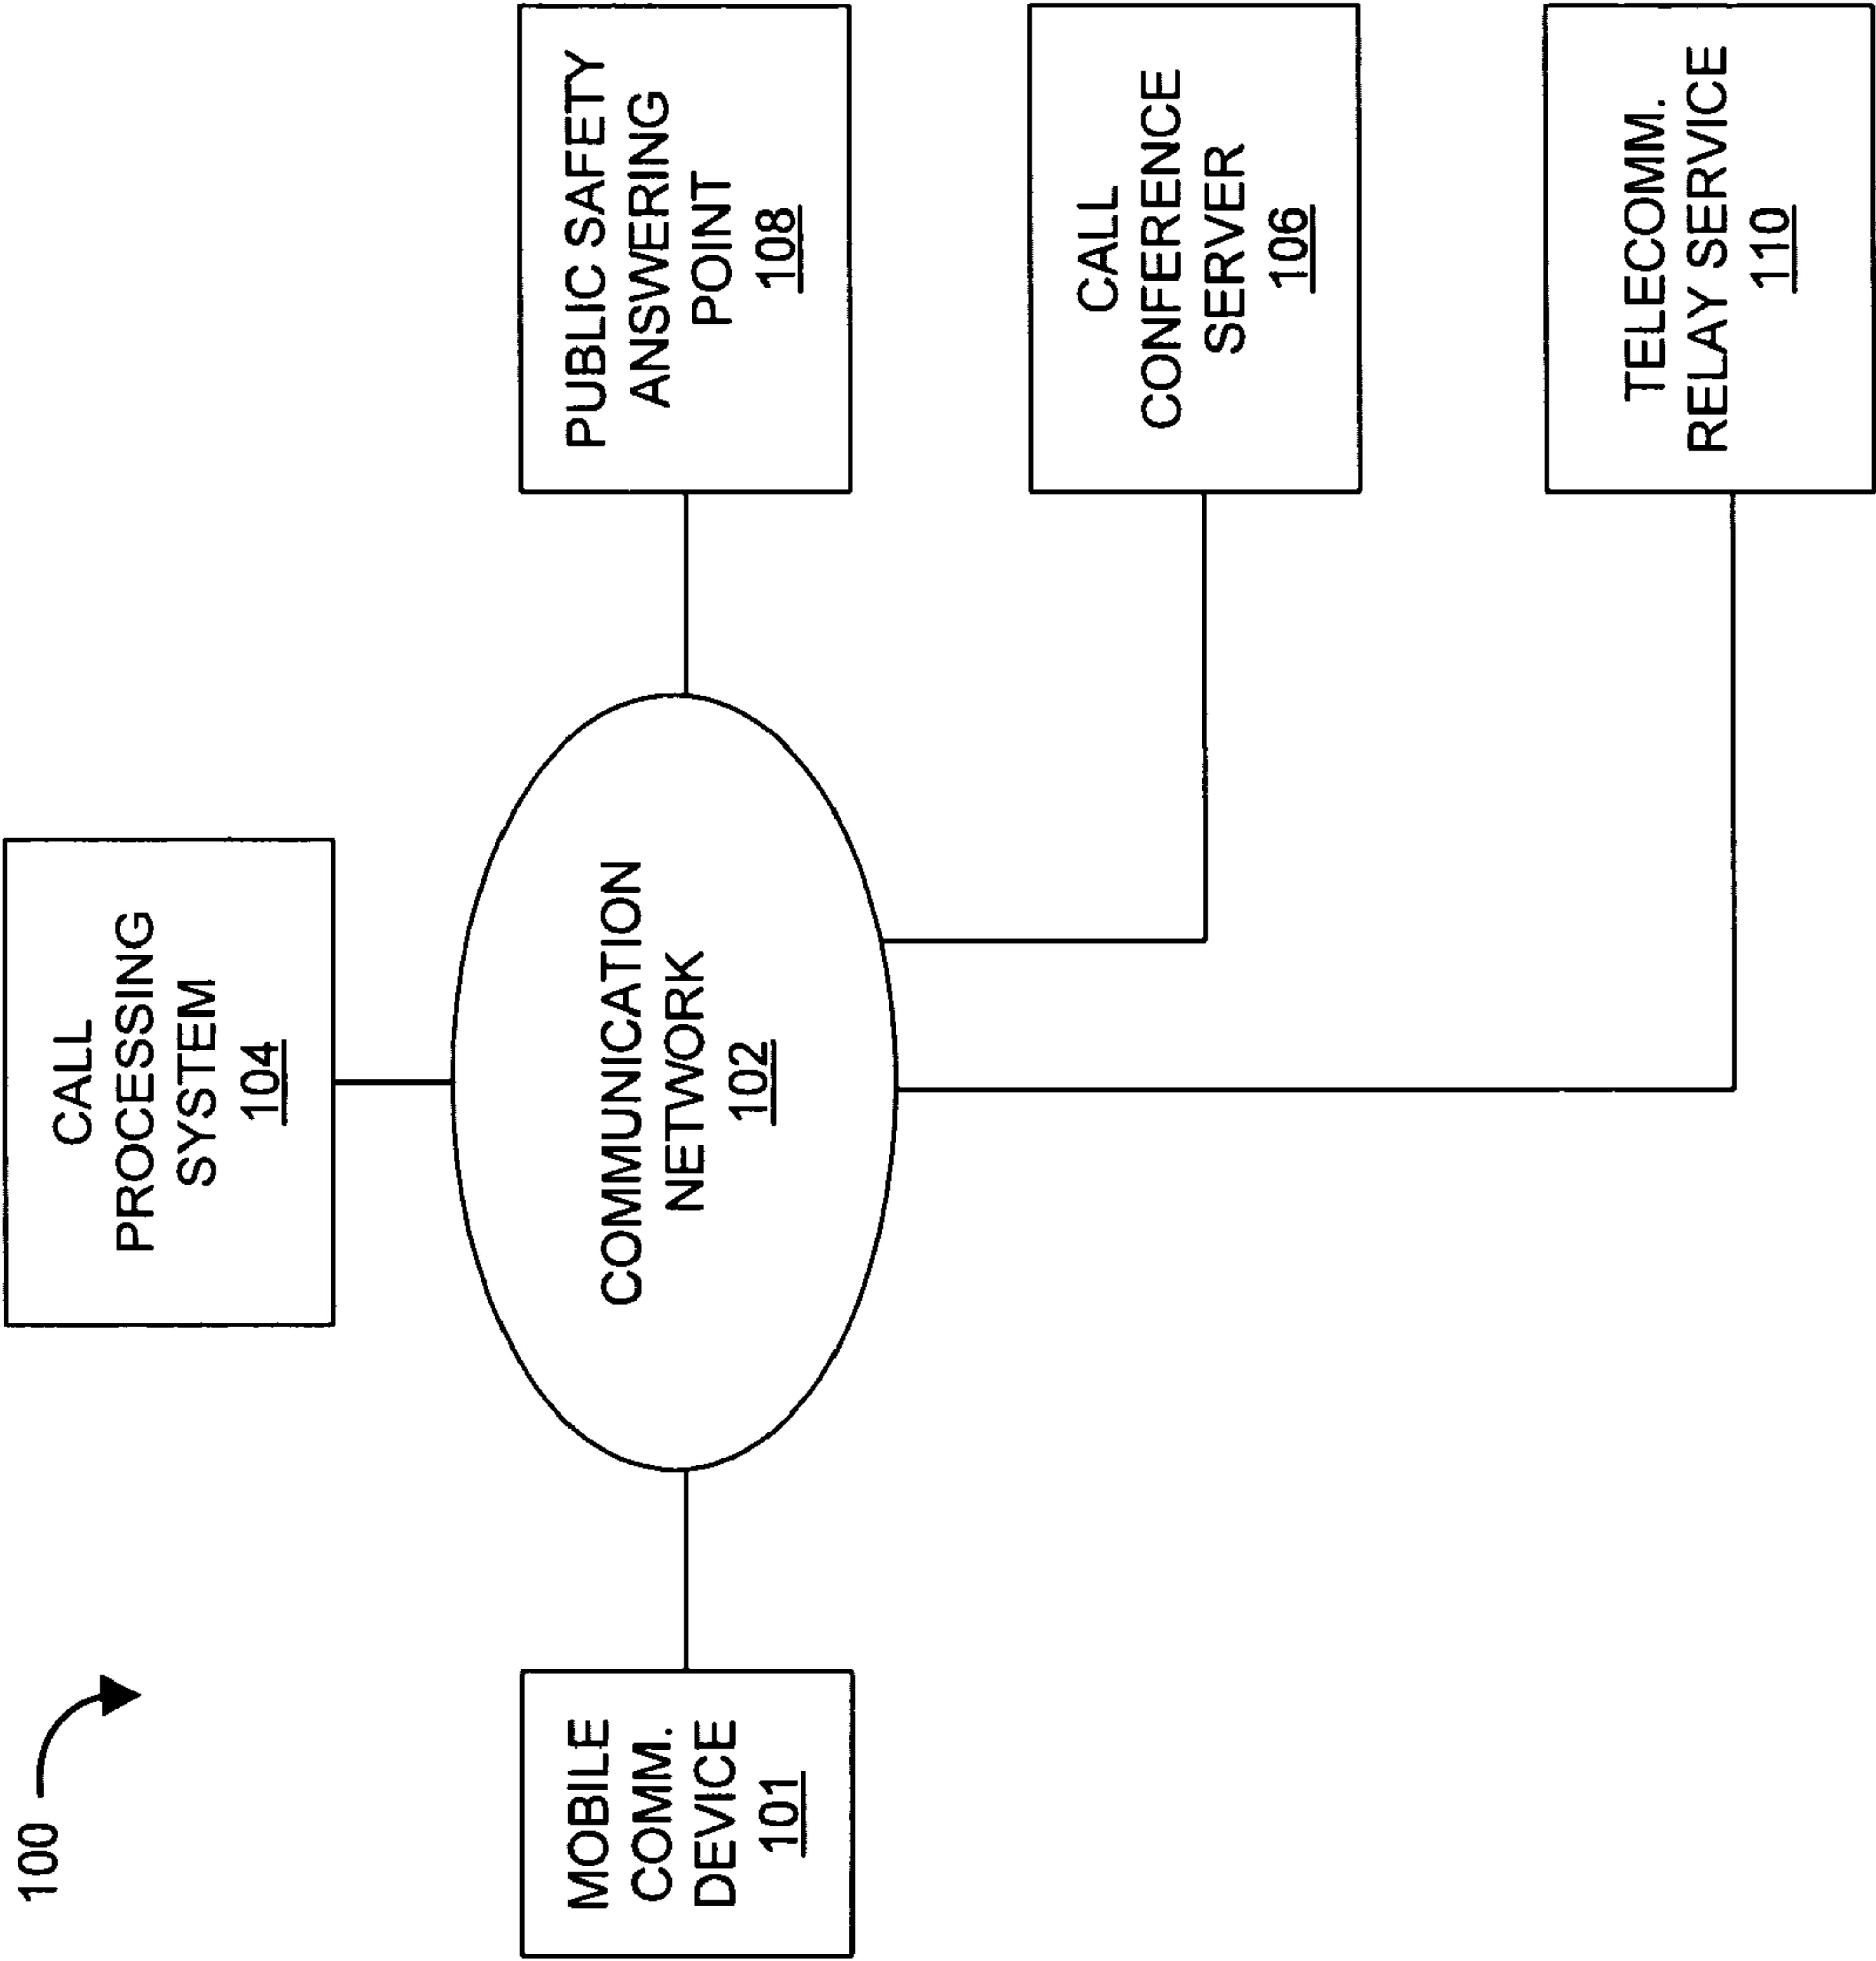 100
CALL
PROCESSING
SYSTEM
104
MOBILE
COMM.
DEVICE
101
COMMUNICATION
NETWORK
102
PUBLIC SAFETY
ANSWERING
POINT
108
CALL
CONFERENCE
SERVER
106
TELECOMM.
RELAY SERVICE
110